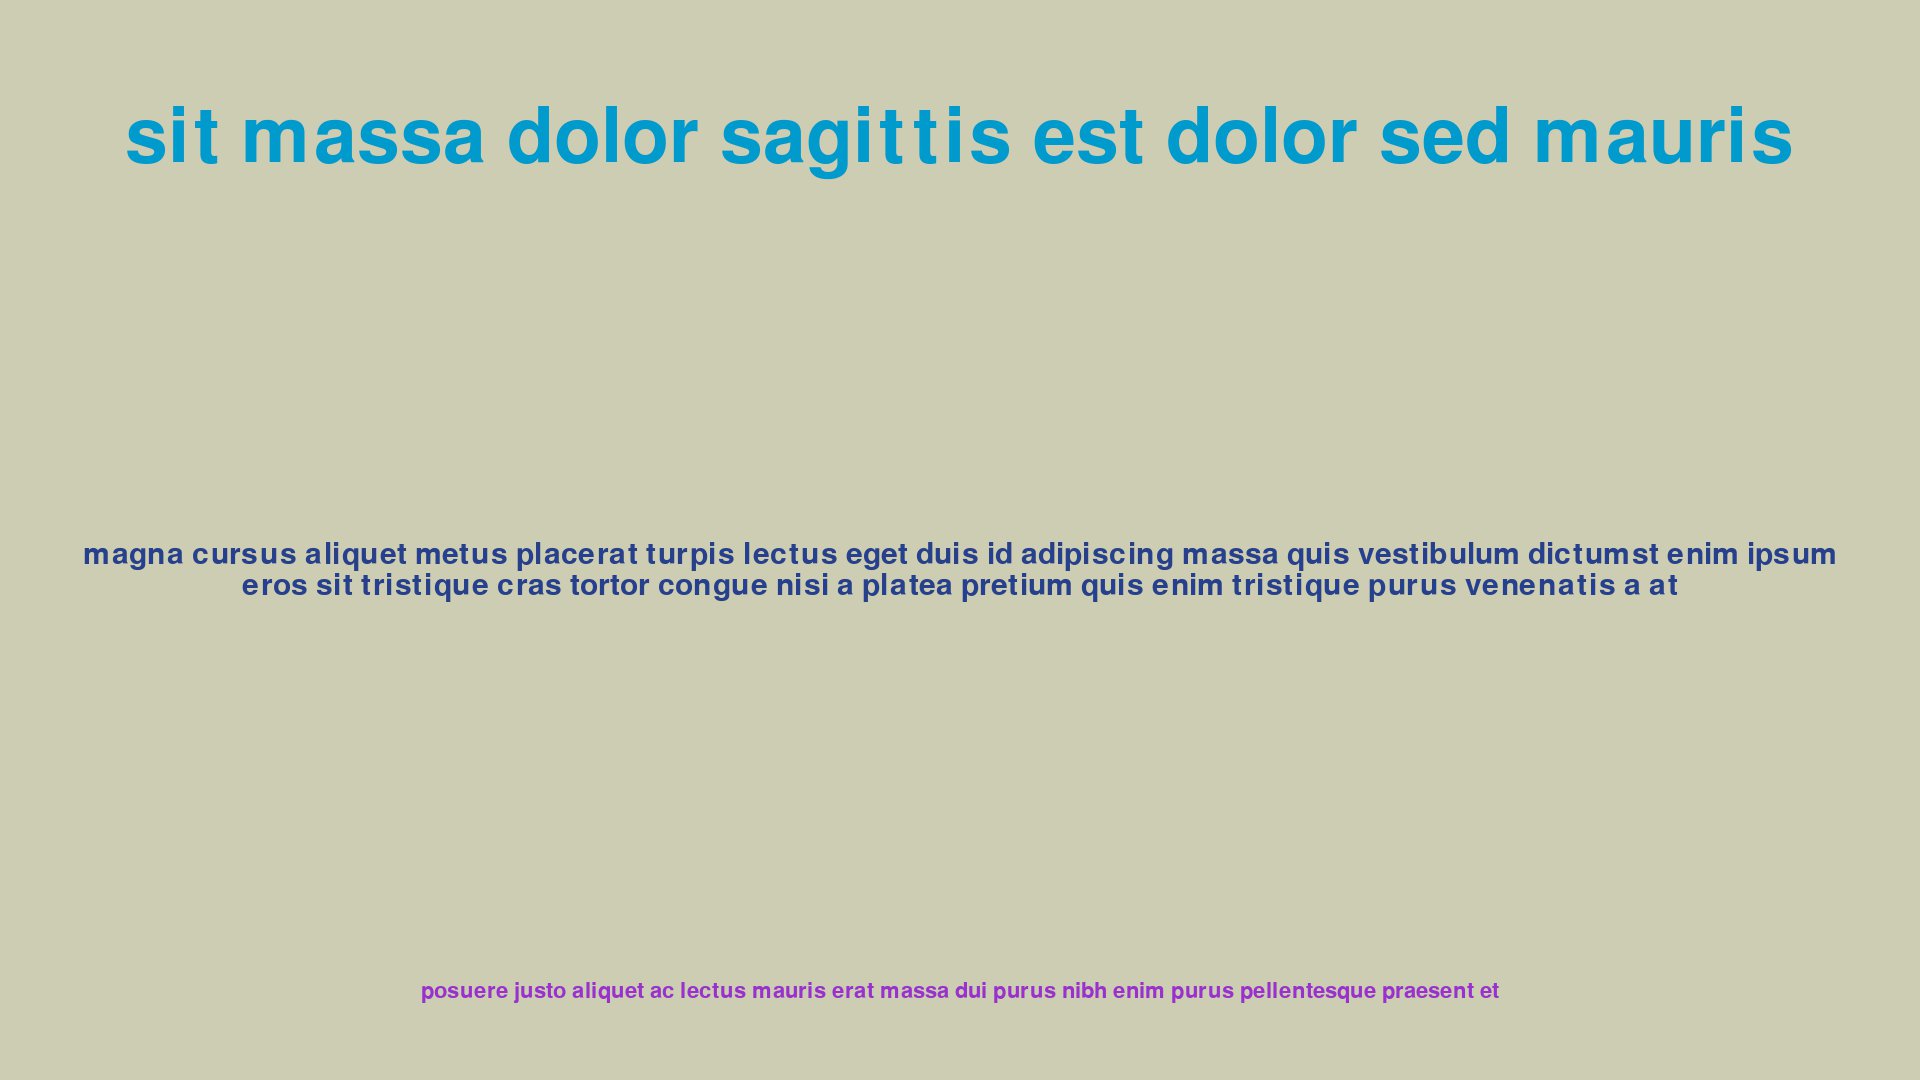 sit massa dolor sagittis est dolor sed mauris
magna cursus aliquet metus placerat turpis lectus eget duis id adipiscing massa quis vestibulum dictumst enim ipsum
eros sit tristique cras tortor congue nisi a platea pretium quis enim tristique purus venenatis a at
posuere justo aliquet ac lectus mauris erat massa dui purus nibh enim purus pellentesque praesent et